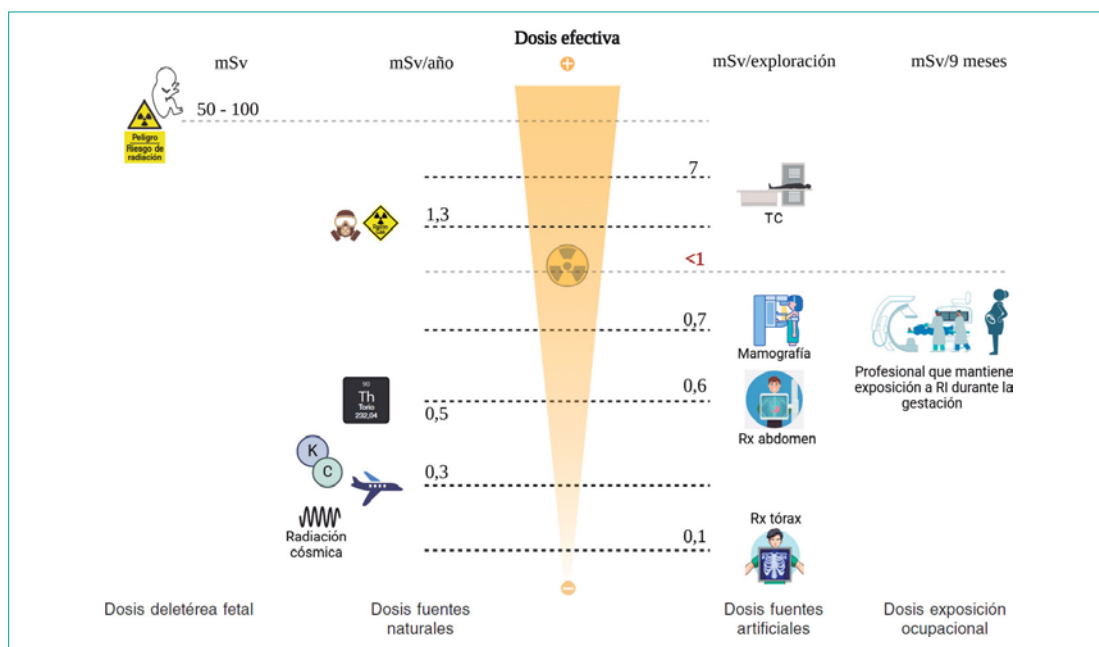 Dosis efectiva
mSv
mSv/año
mSv/exploración
mSv/9 meses
50 - 100
Peligro
Riesgo de
radiación
7
TC
1,3
<1
0,7
Mamografía
Profesional que mantiene
exposición a RI durante la
gestación
90
Th
Torio
232,04
0,5
0,6
Rx abdomen
K
C
0,3
Radiación
cósmica
0,1
Rx tórax
Dosis deletérea fetal
Dosis fuentes
naturales
Dosis fuentes
artificiales
Dosis exposición
ocupacional